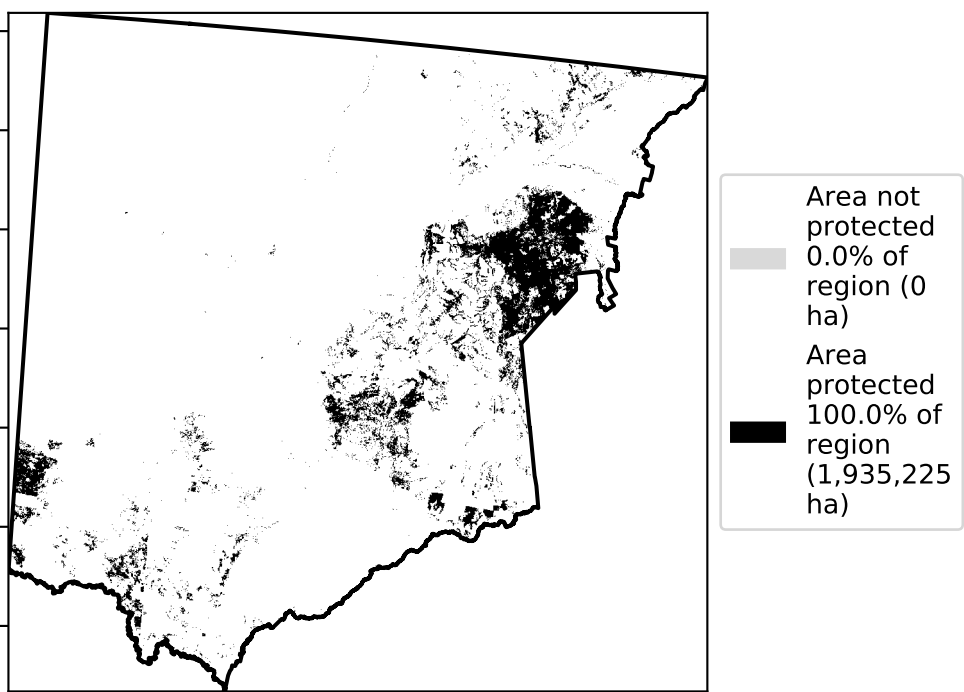 Area not
protected
0.0% of
region (0
ha)
Area
protected
100.0% of
region
(1,935,225
ha)